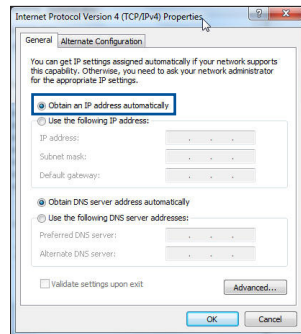 Internet Protocol Version 4 (TCP/IPv4) Properties
General
Alternate Configuration
You can get IP settings assigned automatically if your network supports
this capability. Otherwise, you need to ask your network administrator
for the appropriate IP settings.
Obtain an IP address automatically
Use the following IP address:
IP address:
Subnet mask:
Default gateway:
Obtain DNS server address automatically
Use the following DNS server addresses:
Preferred DNS server:
Alternate DNS server:
Validate settings upon exit
Advanced...
OK
Cancel